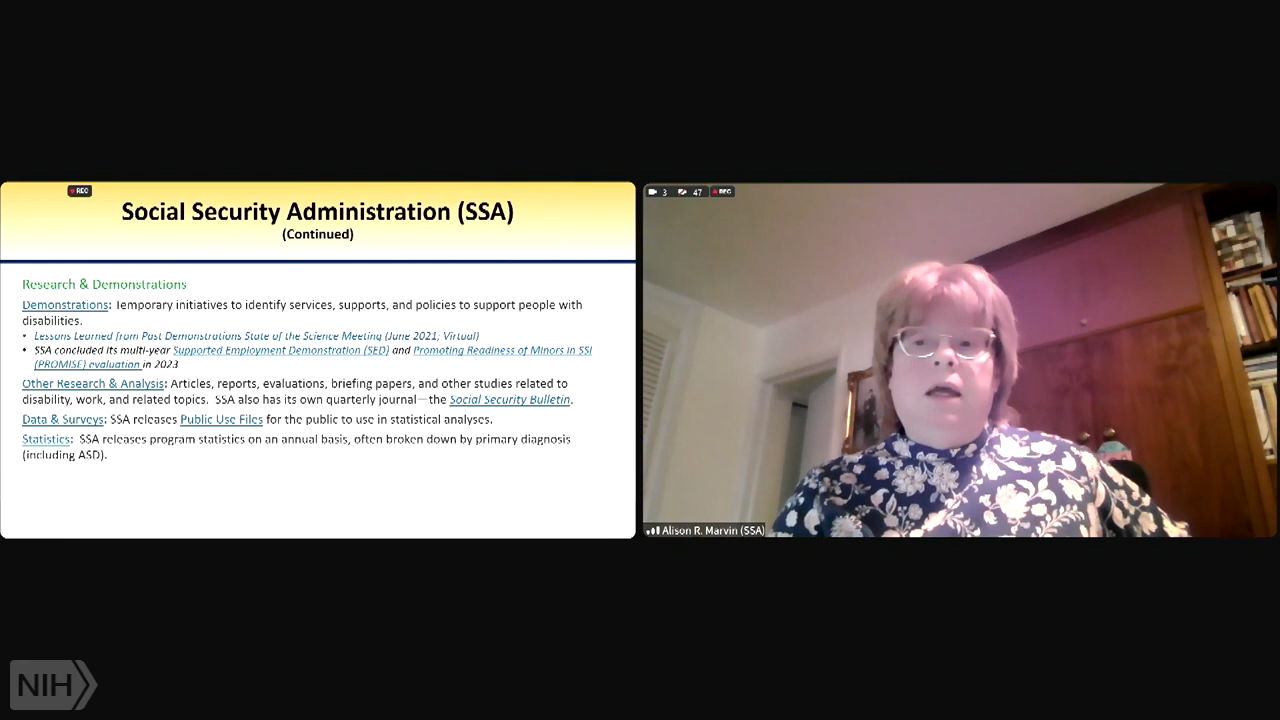 REC
Social Security Administration (SSA)
(Continued)
Research & Demonstrations
Demonstrations: Temporary initiatives to identify services, supports, and policies to support people with
disabilities.
• Lessons Learned from Past Demonstrations State of the Science Meeting (June 2021; Virtual)
• SSA concluded its multi-year Supported Employment Demonstration (SED) and Promoting Readiness of Minors in SSI
(PROMISE) evaluation in 2023
Other Research & Analysis: Articles, reports, evaluations, briefing papers, and other studies related to
disability, work, and related topics. SSA also has its own quarterly journal—the Social Security Bulletin.
Data & Surveys: SSA releases Public Use Files for the public to use in statistical analyses.
Statistics: SSA releases program statistics on an annual basis, often broken down by primary diagnosis
(including ASD).
3 47 REC
Alison R. Marvin (SSA)
NIH